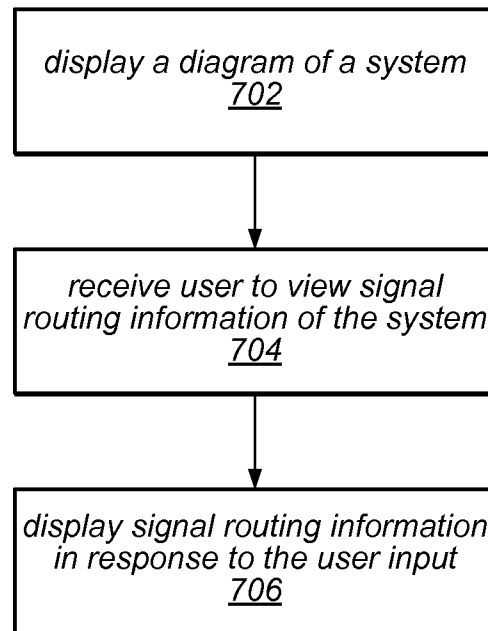 display a diagram of a system
702
receive user to view signal
routing information of the system
704
display signal routing information
in response to the user input
706